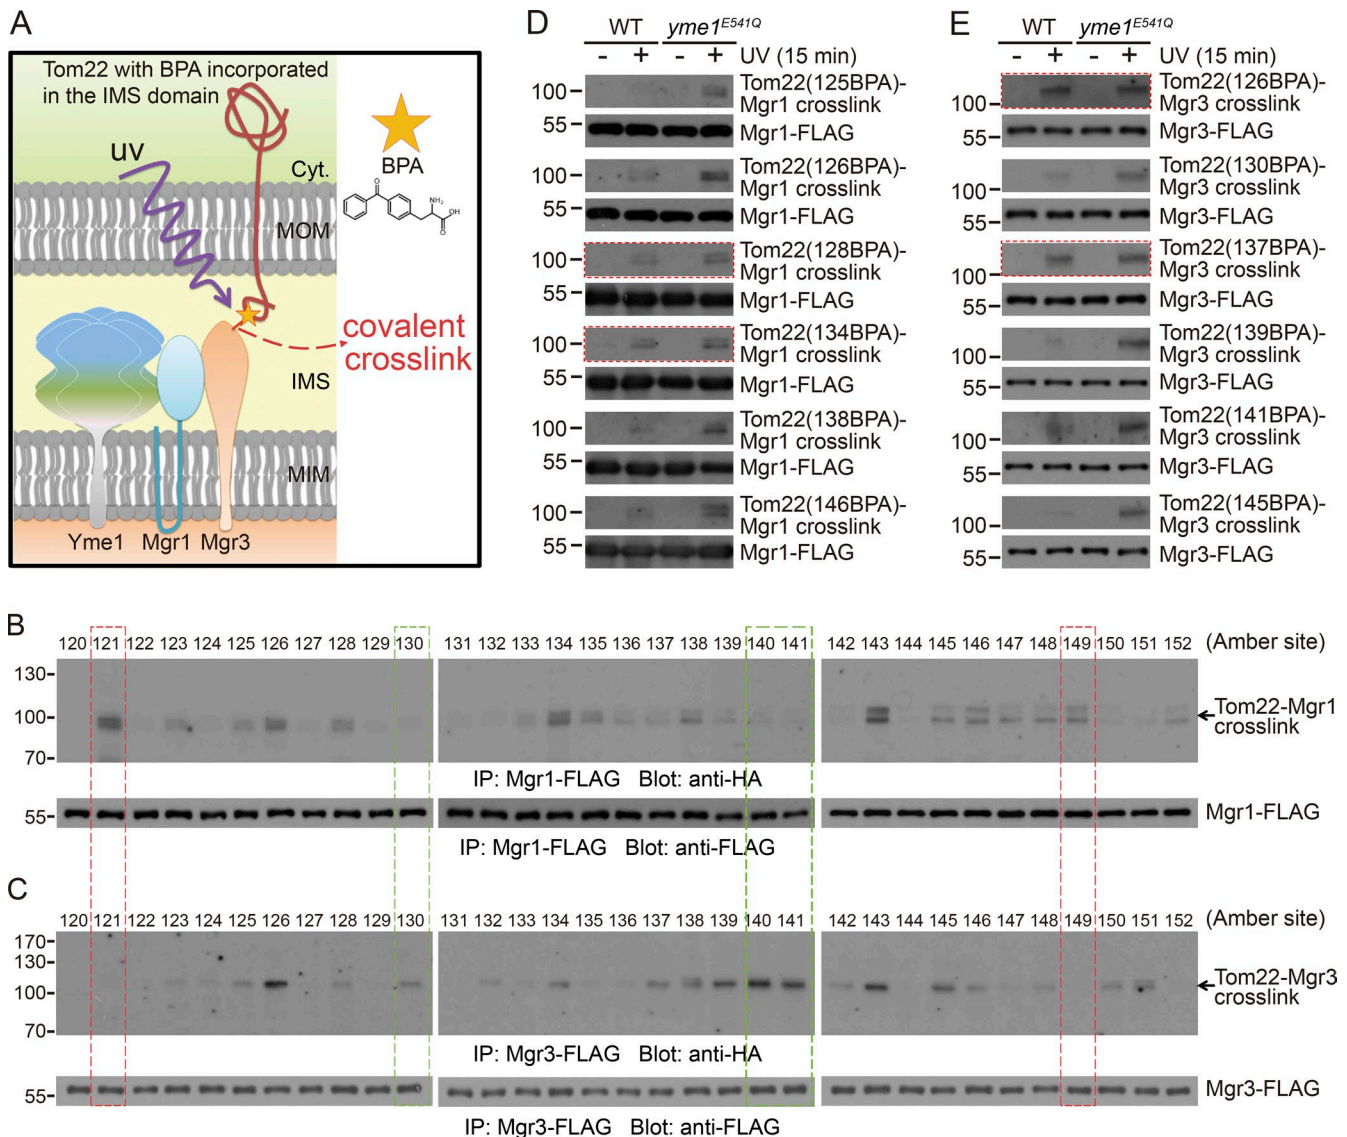 A
Tom22 with BPA incorporated
in the IMS domain
uv
Cyt.
MOM
BPA
O
NH₂
OH
O
covalent
crosslink
IMS
MIM
Yme1 Mgr1 Mgr3
D
WT yme1E541Q
- + - + UV (15 min)
100 Tom22(125BPA)-
Mgr1 crosslink
55 Mgr1-FLAG
100 Tom22(126BPA)-
Mgr1 crosslink
55 Mgr1-FLAG
100 Tom22(128BPA)-
Mgr1 crosslink
55 Mgr1-FLAG
100 Tom22(134BPA)-
Mgr1 crosslink
55 Mgr1-FLAG
100 Tom22(138BPA)-
Mgr1 crosslink
55 Mgr1-FLAG
100 Tom22(146BPA)-
Mgr1 crosslink
55 Mgr1-FLAG
E
WT yme1E541Q
- + - + UV (15 min)
100 Tom22(126BPA)-
Mgr3 crosslink
55 Mgr3-FLAG
100 Tom22(130BPA)-
Mgr3 crosslink
55 Mgr3-FLAG
100 Tom22(137BPA)-
Mgr3 crosslink
55 Mgr3-FLAG
100 Tom22(139BPA)-
Mgr3 crosslink
55 Mgr3-FLAG
100 Tom22(141BPA)-
Mgr3 crosslink
55 Mgr3-FLAG
100 Tom22(145BPA)-
Mgr3 crosslink
55 Mgr3-FLAG
B
120 121 122 123 124 125 126 127 128 129 130 131 132 133 134 135 136 137 138 139 140 141 142 143 144 145 146 147 148 149 150 151 152 (Amber site)
130
100
70
Tom22-Mgr1
crosslink
IP: Mgr1-FLAG Blot: anti-HA
55 Mgr1-FLAG
IP: Mgr1-FLAG Blot: anti-FLAG
C
120 121 122 123 124 125 126 127 128 129 130 131 132 133 134 135 136 137 138 139 140 141 142 143 144 145 146 147 148 149 150 151 152 (Amber site)
170
130
100
70
Tom22-Mgr3
crosslink
IP: Mgr3-FLAG Blot: anti-HA
55 Mgr3-FLAG
IP: Mgr3-FLAG Blot: anti-FLAG